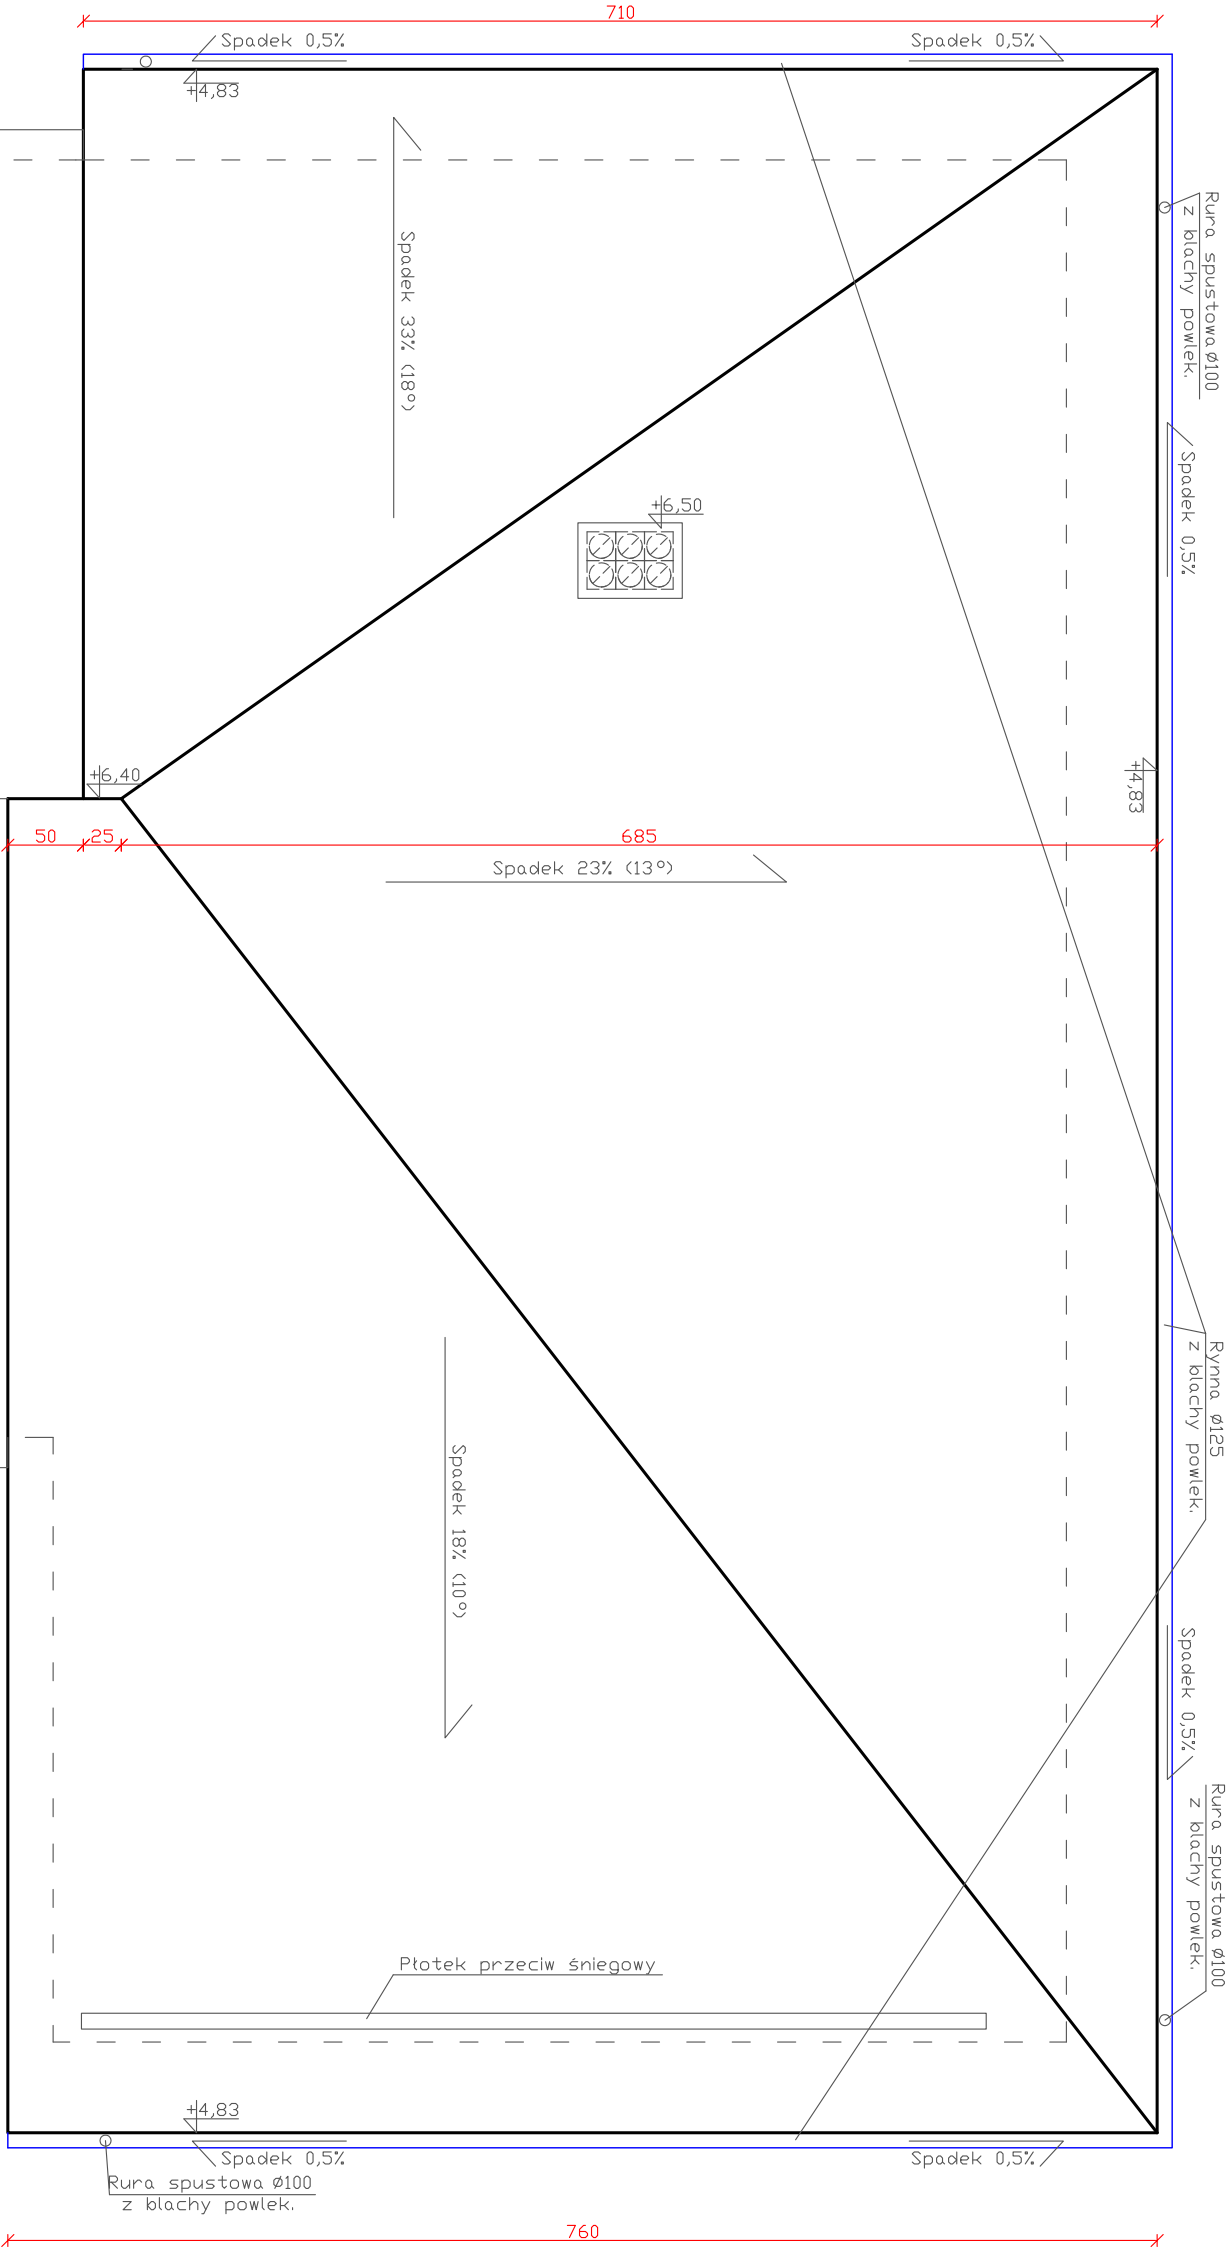 710
Spadek 0,5%
Spadek 0,5%
+4,83
Rura spustowa Ø100
z blachy powlek.
Spadek 33% (18°)
Spadek 0,5%
+6,50
+6,40
+4,83
50
25
685
Spadek 23% (13°)
Rynna Ø125
z blachy powlek.
Spadek 18% (10°)
Spadek 0,5%
Rura spustowa Ø100
z blachy powlek.
Płotek przeciw śniegowy
+4,83
Spadek 0,5%
Spadek 0,5%
Rura spustowa Ø100
z blachy powlek.
760